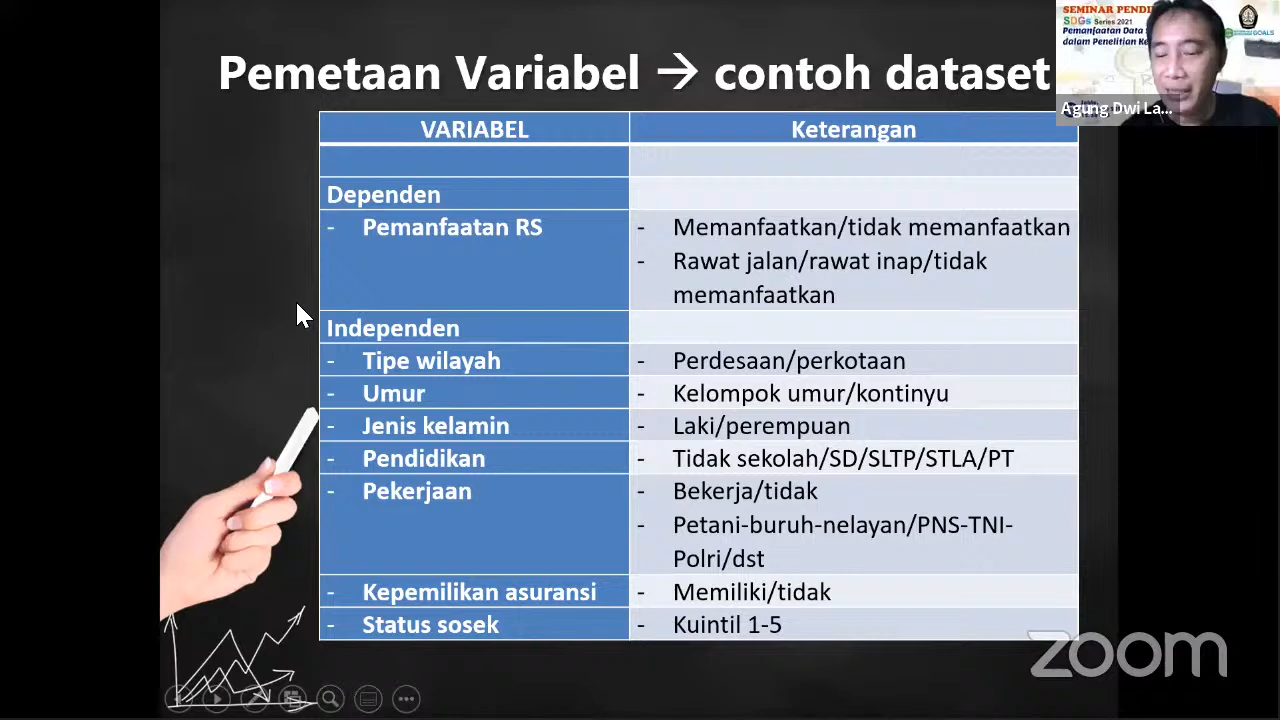 Pemetaan Variabel → contoh dataset
SEMINAR PENDI
SDGs Series 2021
Pemanfaatan Data
dalam Penelitian Ke
GOALS
Agung Dwi La...
VARIABEL
Keterangan
Dependen
- Pemanfaatan RS
- Memanfaatkan/tidak memanfaatkan
- Rawat jalan/rawat inap/tidak
memanfaatkan
Independen
- Tipe wilayah
- Perdesaan/perkotaan
- Umur
- Kelompok umur/kontinyu
- Jenis kelamin
- Laki/perempuan
- Pendidikan
- Tidak sekolah/SD/SLTP/STLA/PT
- Pekerjaan
- Bekerja/tidak
- Petani-buruh-nelayan/PNS-TNI-
Polri/dst
- Kepemilikan asuransi
- Memiliki/tidak
- Status sosek
- Kuintil 1-5
zoom